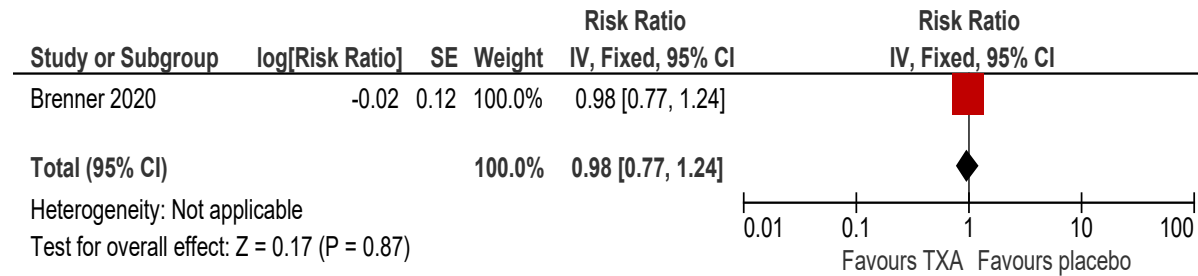 Risk Ratio Risk Ratio
Study or Subgroup log[Risk Ratio] SE Weight IV, Fixed, 95% CI IV, Fixed, 95% CI
Brenner 2020 -0.02 0.12 100.0% 0.98 [0.77, 1.24]
Total (95% CI) 100.0% 0.98 [0.77, 1.24]
Heterogeneity: Not applicable
Test for overall effect: Z = 0.17 (P = 0.87)
0.01 0.1 1 10 100
Favours TXA Favours placebo